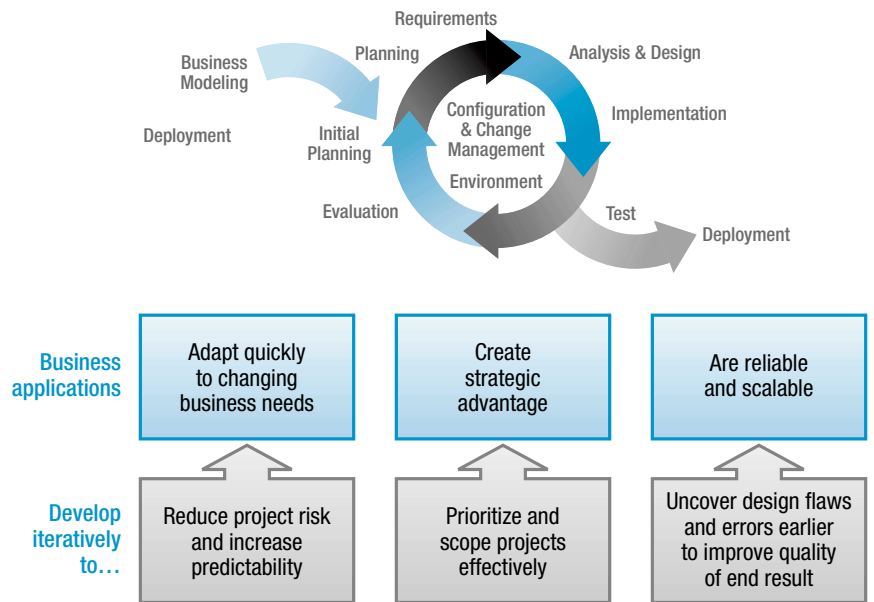 Requirements
Planning
Analysis & Design
Business
Modeling
Configuration
& Change
Management
Implementation
Deployment
Initial
Planning
Environment
Evaluation
Test
Deployment
Business
applications
Adapt quickly
to changing
business needs
Create
strategic
advantage
Are reliable
and scalable
Develop
iteratively
to…
Reduce project risk
and increase
predictability
Prioritize and
scope projects
effectively
Uncover design flaws
and errors earlier
to improve quality
of end result